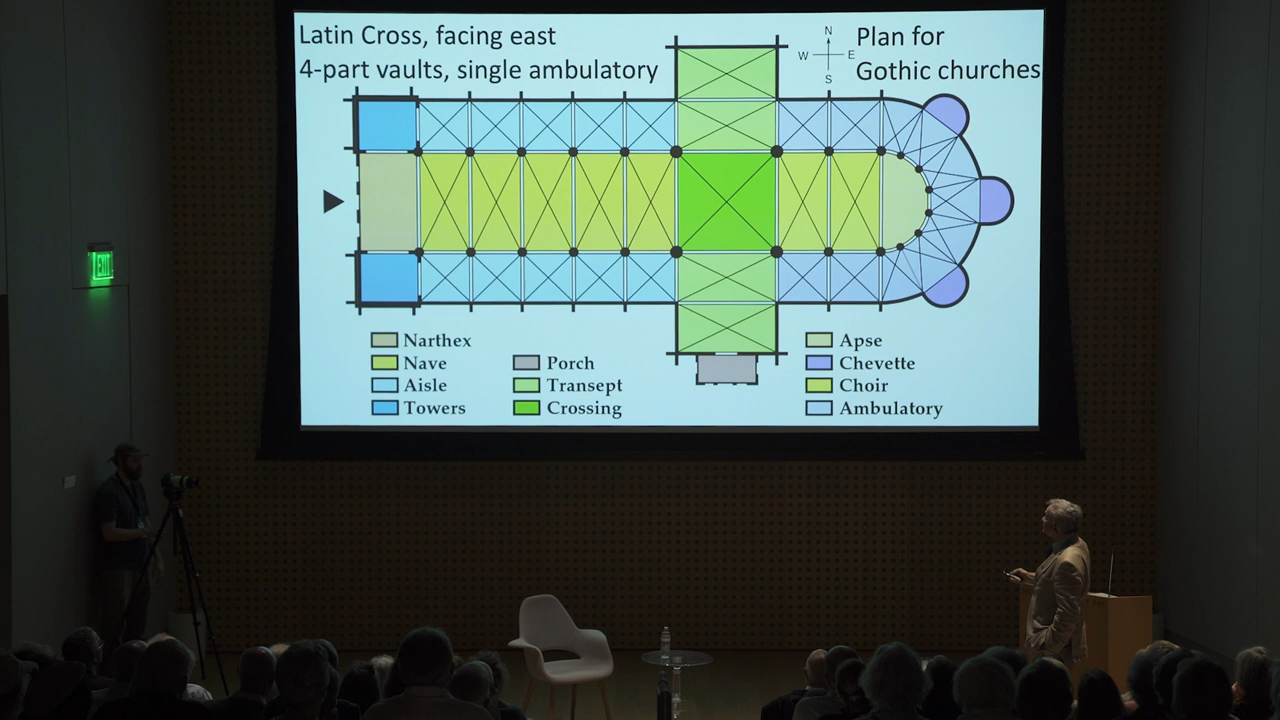 Latin Cross, facing east
4-part vaults, single ambulatory
N
W E
S
Plan for
Gothic churches
EXIT
Narthex
Nave
Aisle
Towers
Porch
Transept
Crossing
Apse
Chevette
Choir
Ambulatory